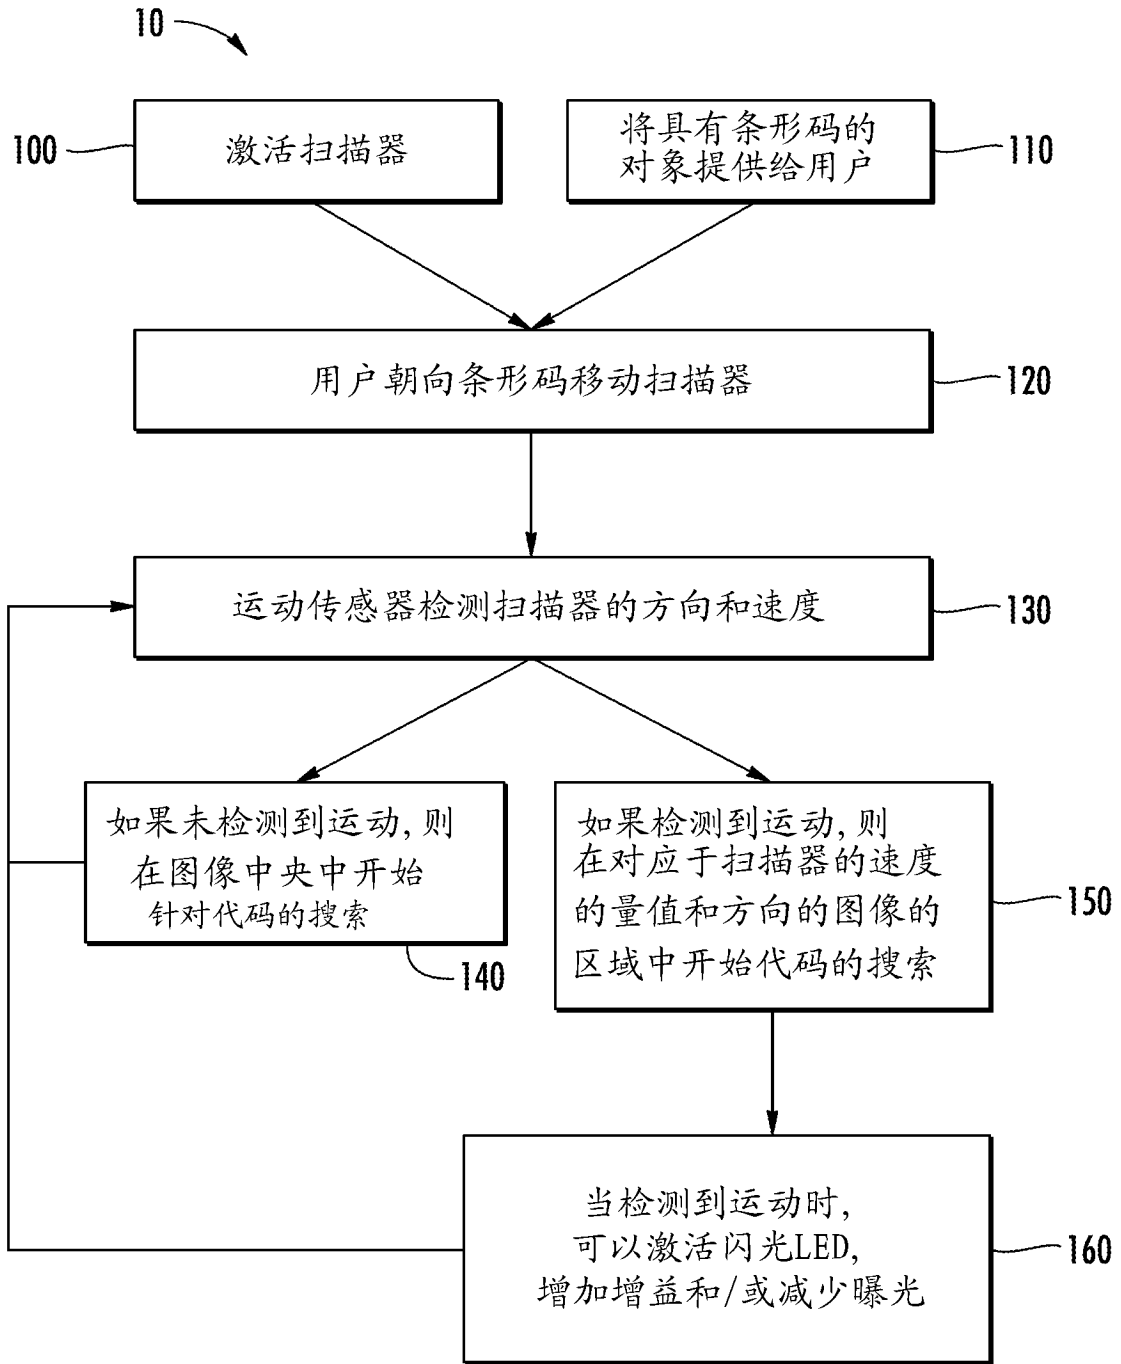 10
100
激活扫描器
将具有条形码的
对象提供给用户
110
用户朝向条形码移动扫描器
120
运动传感器检测扫描器的方向和速度
130
如果未检测到运动,则
在图像中央中开始
针对代码的搜索
140
如果检测到运动,则
在对应于扫描器的速度
的量值和方向的图像的
区域中开始代码的搜索
150
当检测到运动时,
可以激活闪光LED,
增加增益和/或减少曝光
160